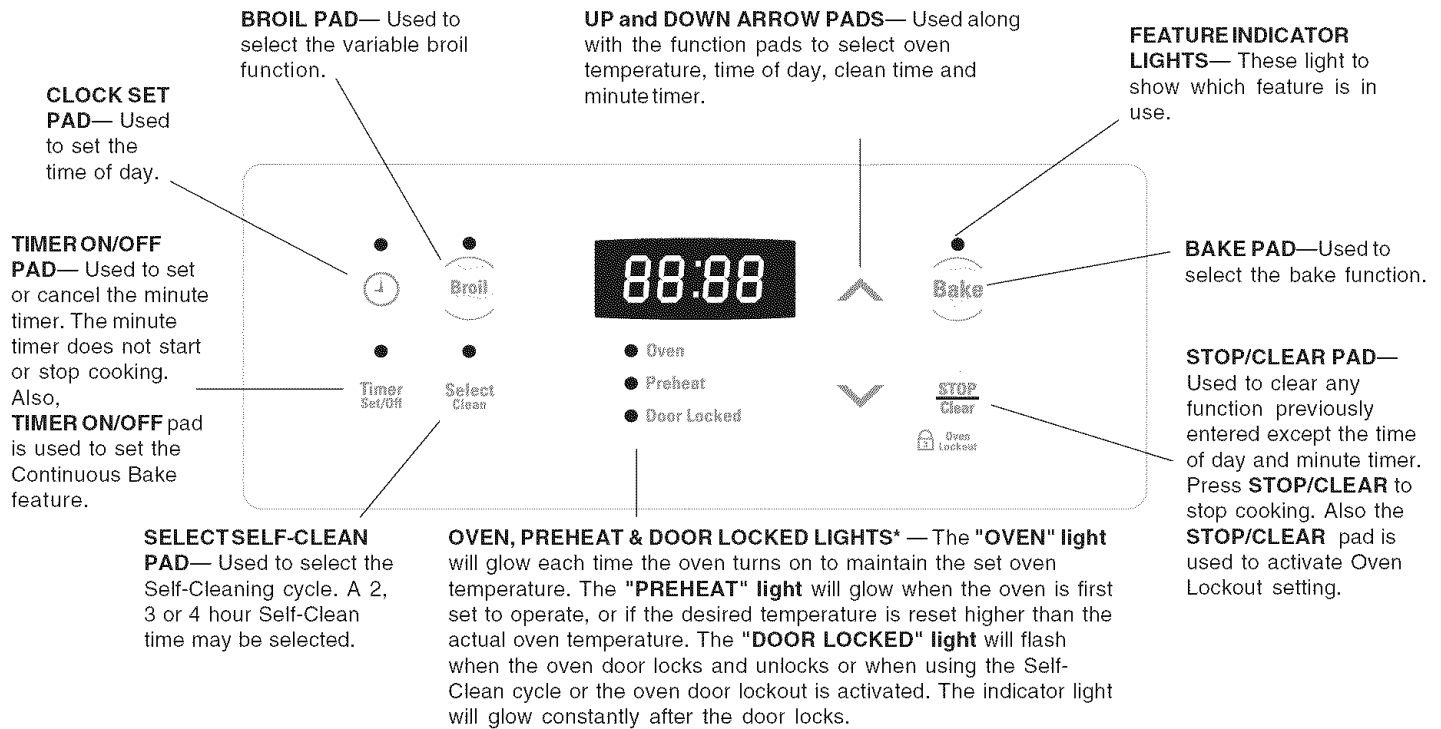 BROIL PAD— Used to
select the variable broil
function.
UP and DOWN ARROW PADS— Used along
with the function pads to select oven
temperature, time of day, clean time and
minute timer.
FEATURE INDICATOR
LIGHTS— These light to
show which feature is in
use.
CLOCK SET
PAD— Used
to set the
time of day.
TIMER ON/OFF
PAD— Used to set
or cancel the minute
timer. The minute
timer does not start
or stop cooking.
Also,
TIMER ON/OFF pad
is used to set the
Continuous Bake
feature.
Broil
88:88
Bake
BAKE PAD—Used to
select the bake function.
Oven
Preheat
Door Locked
Timer
Set/Off
Select
Clean
STOP
Clear
Oven
Lockout
STOP/CLEAR PAD—
Used to clear any
function previously
entered except the time
of day and minute timer.
Press STOP/CLEAR to
stop cooking. Also the
STOP/CLEAR pad is
used to activate Oven
Lockout setting.
SELECT SELF-CLEAN
PAD— Used to select the
Self-Cleaning cycle. A 2,
3 or 4 hour Self-Clean
time may be selected.
OVEN, PREHEAT & DOOR LOCKED LIGHTS* — The "OVEN" light
will glow each time the oven turns on to maintain the set oven
temperature. The "PREHEAT" light will glow when the oven is first
set to operate, or if the desired temperature is reset higher than the
actual oven temperature. The "DOOR LOCKED" light will flash
when the oven door locks and unlocks or when using the Self-
Clean cycle or the oven door lockout is activated. The indicator light
will glow constantly after the door locks.